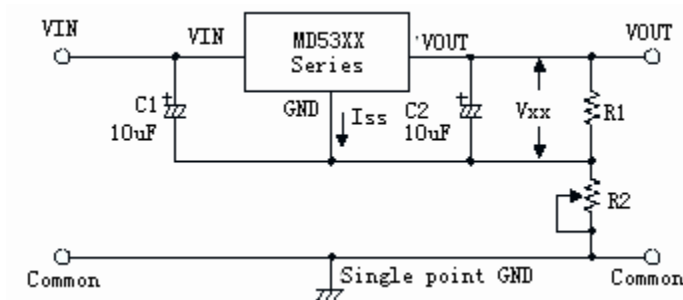 VIN
VIN
MD53XX
Series
VOUT
VOUT
C1
10uF
GND
Iss
C2
10uF
Vxx
R1
R2
Common
Single point GND
Common